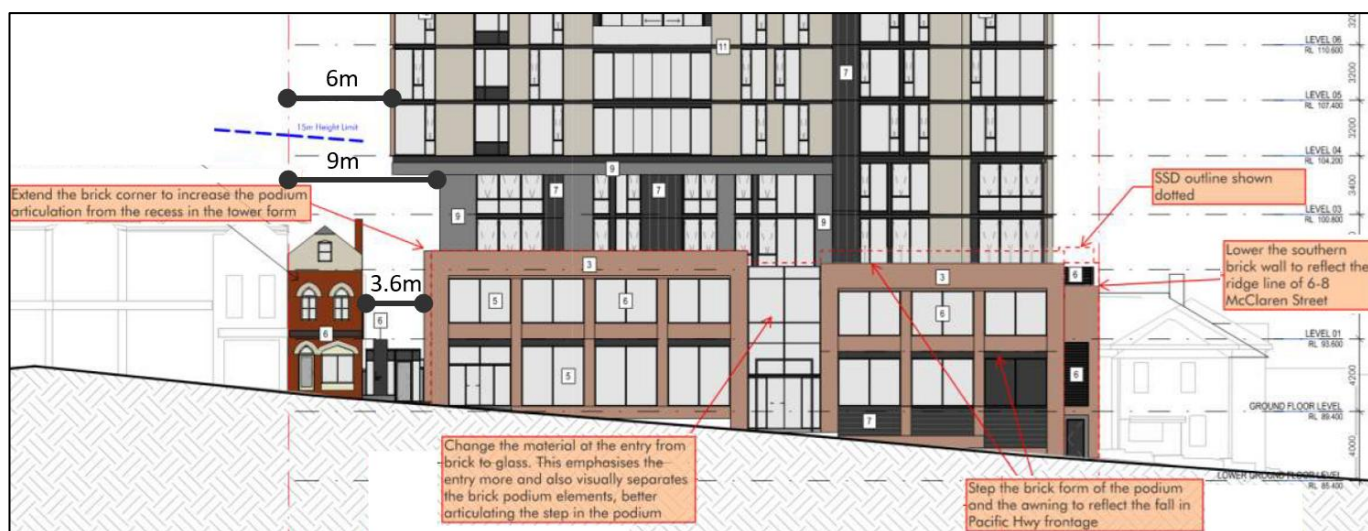 11
7
LEVEL 06
RL 110.600
3200
6m
LEVEL 05
RL 107.400
3200
15m Height Limit
9m
LEVEL 04
RL 104.200
9
7
7
9
9
3400
LEVEL 03
RL 100.800
Extend the brick corner to increase the podium
articulation from the recess in the tower form
SSD outline shown
dotted
Lower the southern
brick wall to reflect the
ridge line of 6-8
McClaren Street
3
3
6
3.6m
5
6
6
6
6
LEVEL 01
RL 93.600
5
6
7
4200
GROUND FLOOR LEVEL
RL 89.400
4000
LOWER GROUND FLOOR LEVEL
RL 85.400
Change the material at the entry from
brick to glass. This emphasises the
entry more and also visually separates
the brick podium elements, better
articulating the step in the podium
Step the brick form of the podium
and the awning to reflect the fall in
Pacific Hwy frontage